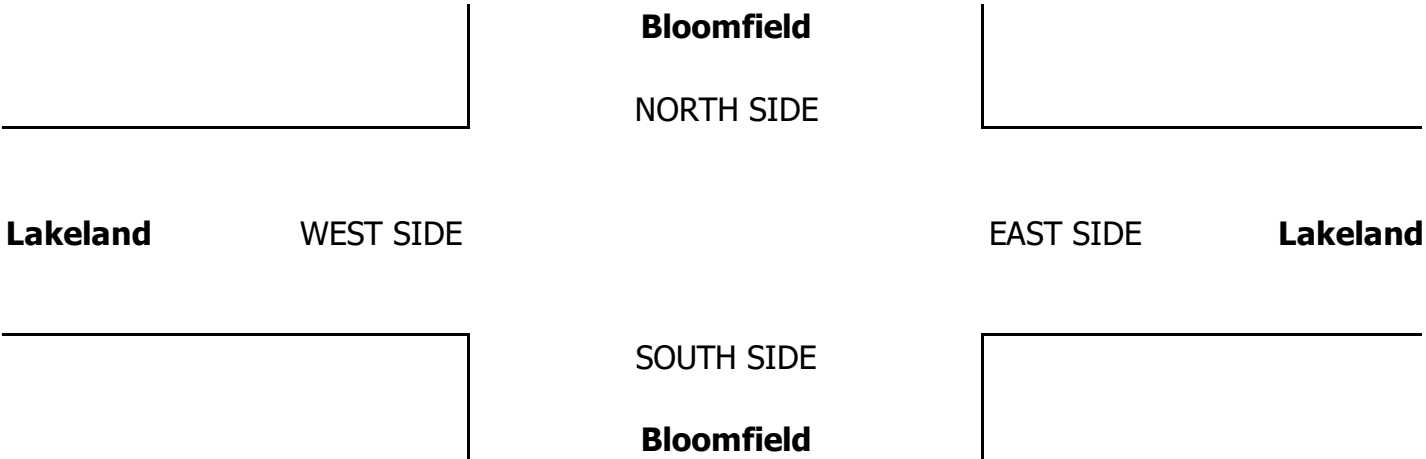 Bloomfield
NORTH SIDE
Lakeland WEST SIDE EAST SIDE Lakeland
SOUTH SIDE
Bloomfield